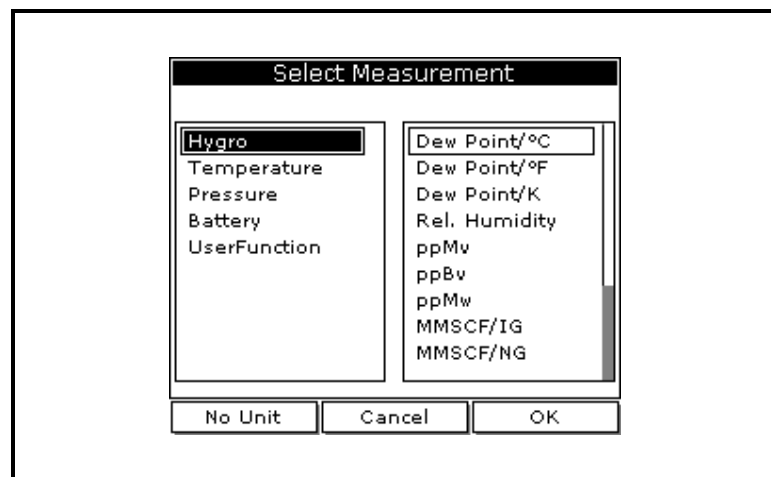 Select Measurement
Hygro
Temperature
Pressure
Battery
UserFunction
Dew Point/°C
Dew Point/°F
Dew Point/K
Rel. Humidity
ppMv
ppBv
ppMw
MMSCF/IG
MMSCF/NG
No Unit
Cancel
OK